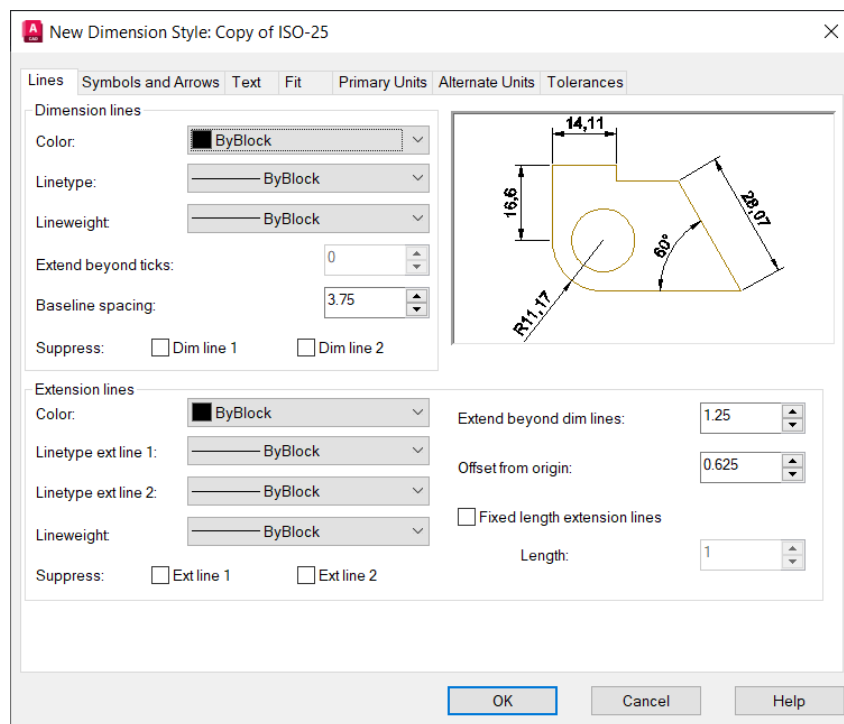 A
CAD
New Dimension Style: Copy of ISO-25
Lines Symbols and Arrows Text Fit Primary Units Alternate Units Tolerances
Dimension lines
Color: ByBlock
Linetype: ByBlock
Lineweight: ByBlock
Extend beyond ticks: 0
Baseline spacing: 3.75
Suppress: Dim line 1 Dim line 2
14,11
16,6
28,07
60°
R11,17
Extension lines
Color: ByBlock
Linetype ext line 1: ByBlock
Linetype ext line 2: ByBlock
Lineweight: ByBlock
Suppress: Ext line 1 Ext line 2
Extend beyond dim lines: 1.25
Offset from origin: 0.625
Fixed length extension lines
Length: 1
OK Cancel Help